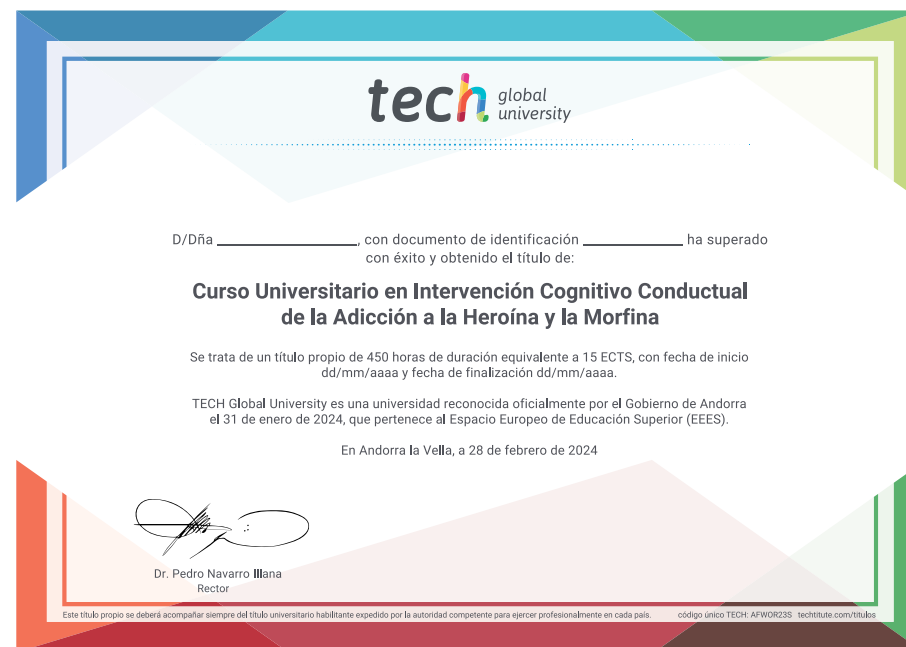 tech global university
D/Dña ____________________, con documento de identificación ______________ ha superado
con éxito y obtenido el título de:
Curso Universitario en Intervención Cognitivo Conductual
de la Adicción a la Heroína y la Morfina
Se trata de un título propio de 450 horas de duración equivalente a 15 ECTS, con fecha de inicio
dd/mm/aaaa y fecha de finalización dd/mm/aaaa.
TECH Global University es una universidad reconocida oficialmente por el Gobierno de Andorra
el 31 de enero de 2024, que pertenece al Espacio Europeo de Educación Superior (EEES).
En Andorra la Vella, a 28 de febrero de 2024
Dr. Pedro Navarro Illana
Rector
Este título propio se deberá acompañar siempre del título universitario habilitante expedido por la autoridad competente para ejercer profesionalmente en cada país. código único TECH: AFWOR23S techtitute.com/titulos